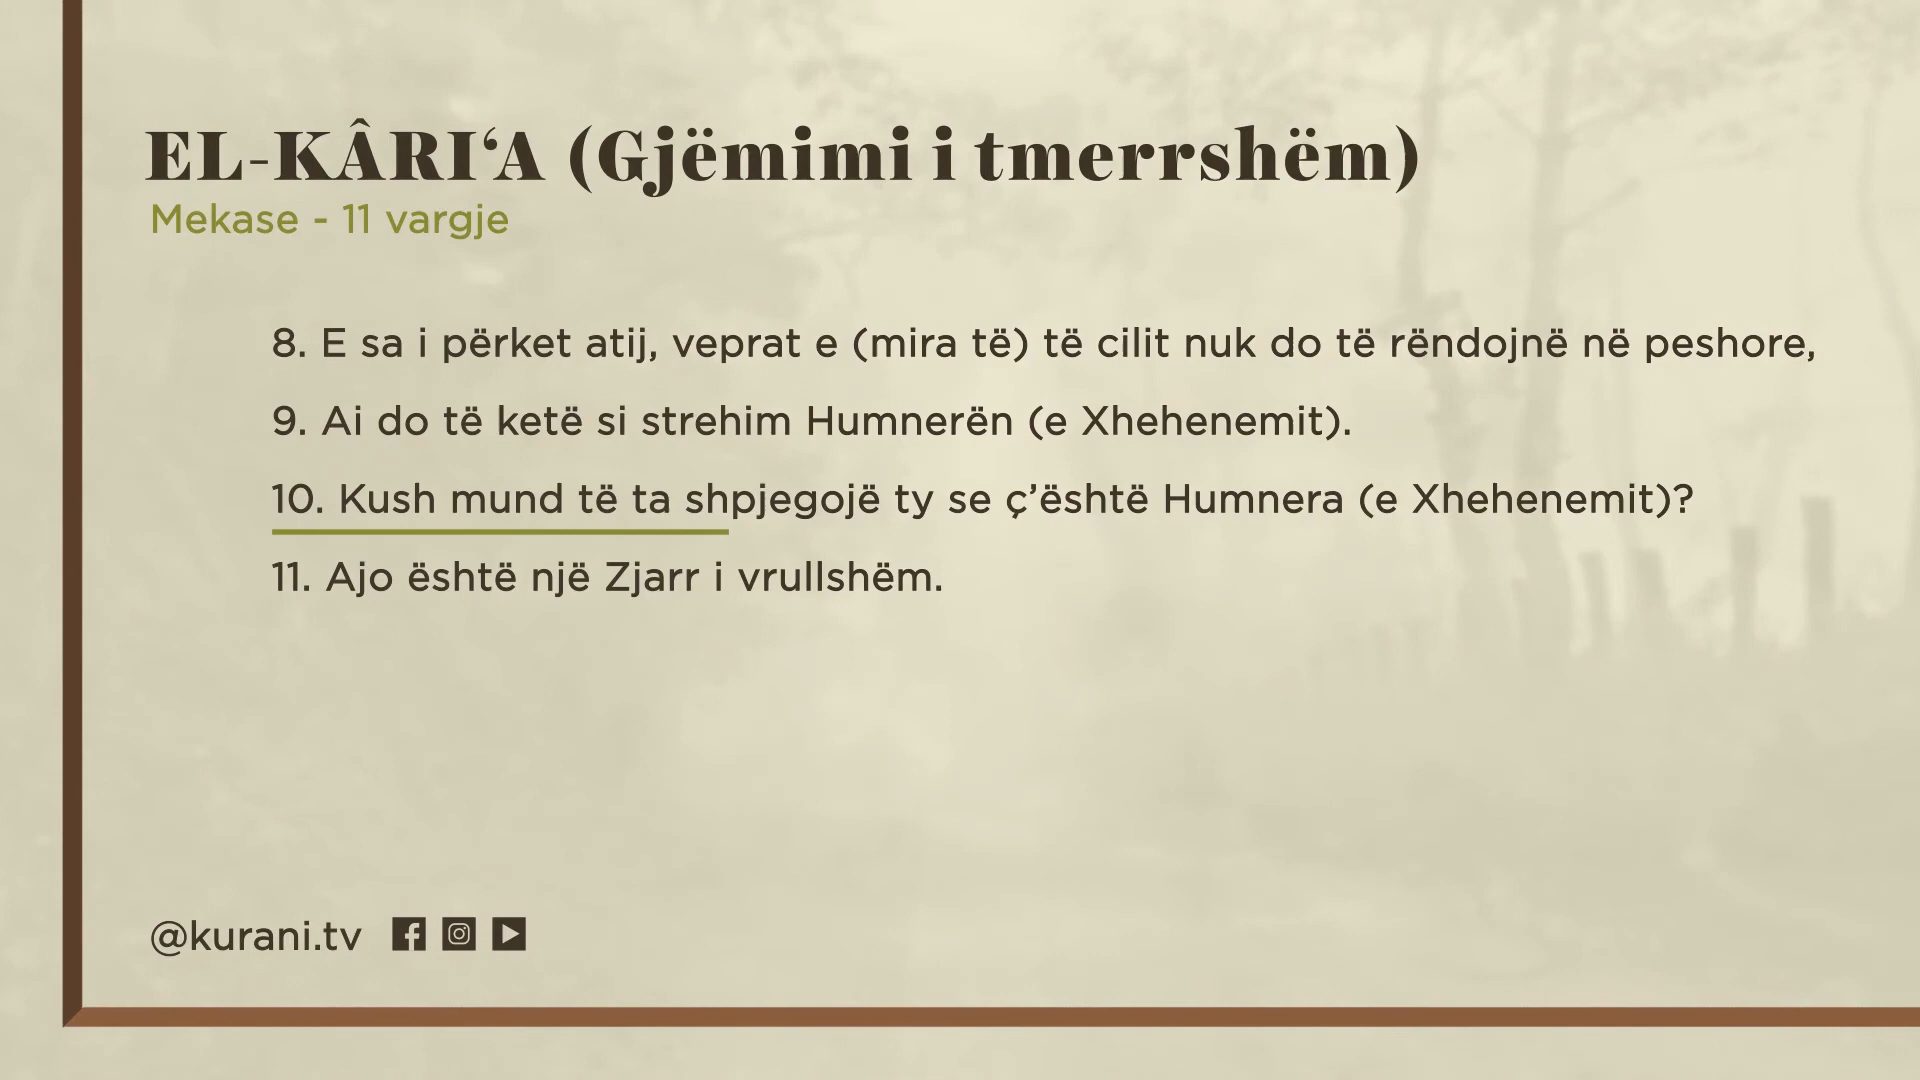 EL-KÂRI‘A (Gjëmimi i tmerrshëm)
Mekase - 11 vargje
8. E sa i përket atij, veprat e (mira të) të cilit nuk do të rëndojnë në peshore,
9. Ai do të ketë si strehim Humnerën (e Xhehenemit).
10. Kush mund të ta shpjegojë ty se ç’është Humnera (e Xhehenemit)?
11. Ajo është një Zjarr i vrullshëm.
@kurani.tv